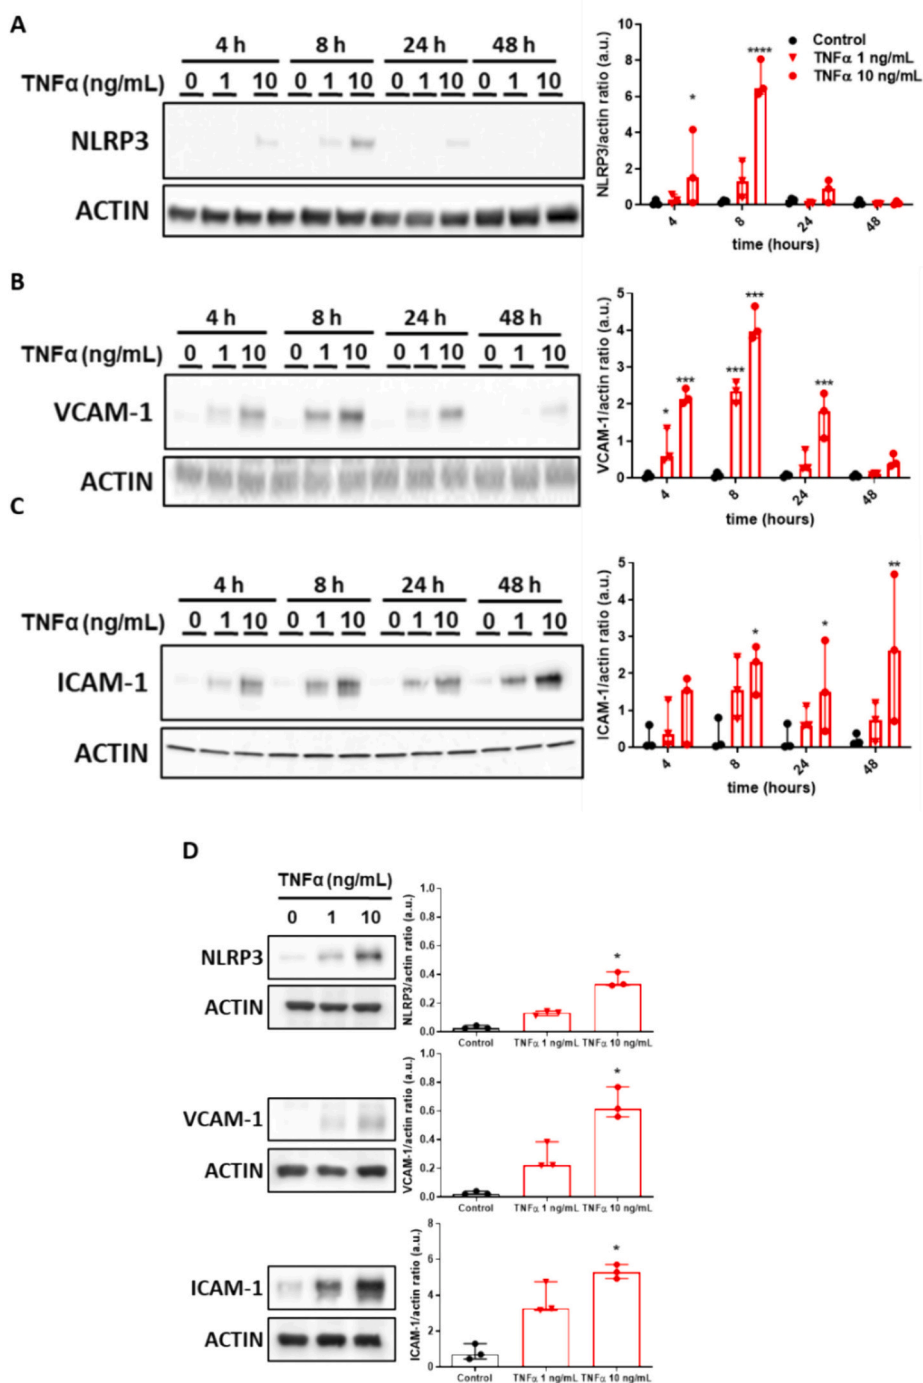 A
4 h 8 h 24 h 48 h
TNFα (ng/mL) 0 1 10 0 1 10 0 1 10 0 1 10
NLRP3
ACTIN
NLRP3/actin ratio (a.u.)
10
8
6
4
2
0
* ****
Control
TNFα 1 ng/mL
TNFα 10 ng/mL
4 8 24 48
time (hours)
B
4 h 8 h 24 h 48 h
TNFα (ng/mL) 0 1 10 0 1 10 0 1 10 0 1 10
VCAM-1
ACTIN
VCAM-1/actin ratio (a.u.)
5
4
3
2
1
0
* *** *** *** ***
4 8 24 48
time (hours)
C
4 h 8 h 24 h 48 h
TNFα (ng/mL) 0 1 10 0 1 10 0 1 10 0 1 10
ICAM-1
ACTIN
ICAM-1/actin ratio (a.u.)
5
4
3
2
1
0
* * **
4 8 24 48
time (hours)
D
TNFα (ng/mL)
0 1 10
NLRP3
ACTIN
NLRP3/actin ratio (a.u.)
1.0
0.8
0.6
0.4
0.2
0.0
*
Control TNFα 1 ng/mL TNFα 10 ng/mL
VCAM-1
ACTIN
VCAM-1/actin ratio (a.u.)
1.0
0.8
0.6
0.4
0.2
0.0
*
Control TNFα 1 ng/mL TNFα 10 ng/mL
ICAM-1
ACTIN
ICAM-1/actin ratio (a.u.)
8
6
4
2
0
*
Control TNFα 1 ng/mL TNFα 10 ng/mL